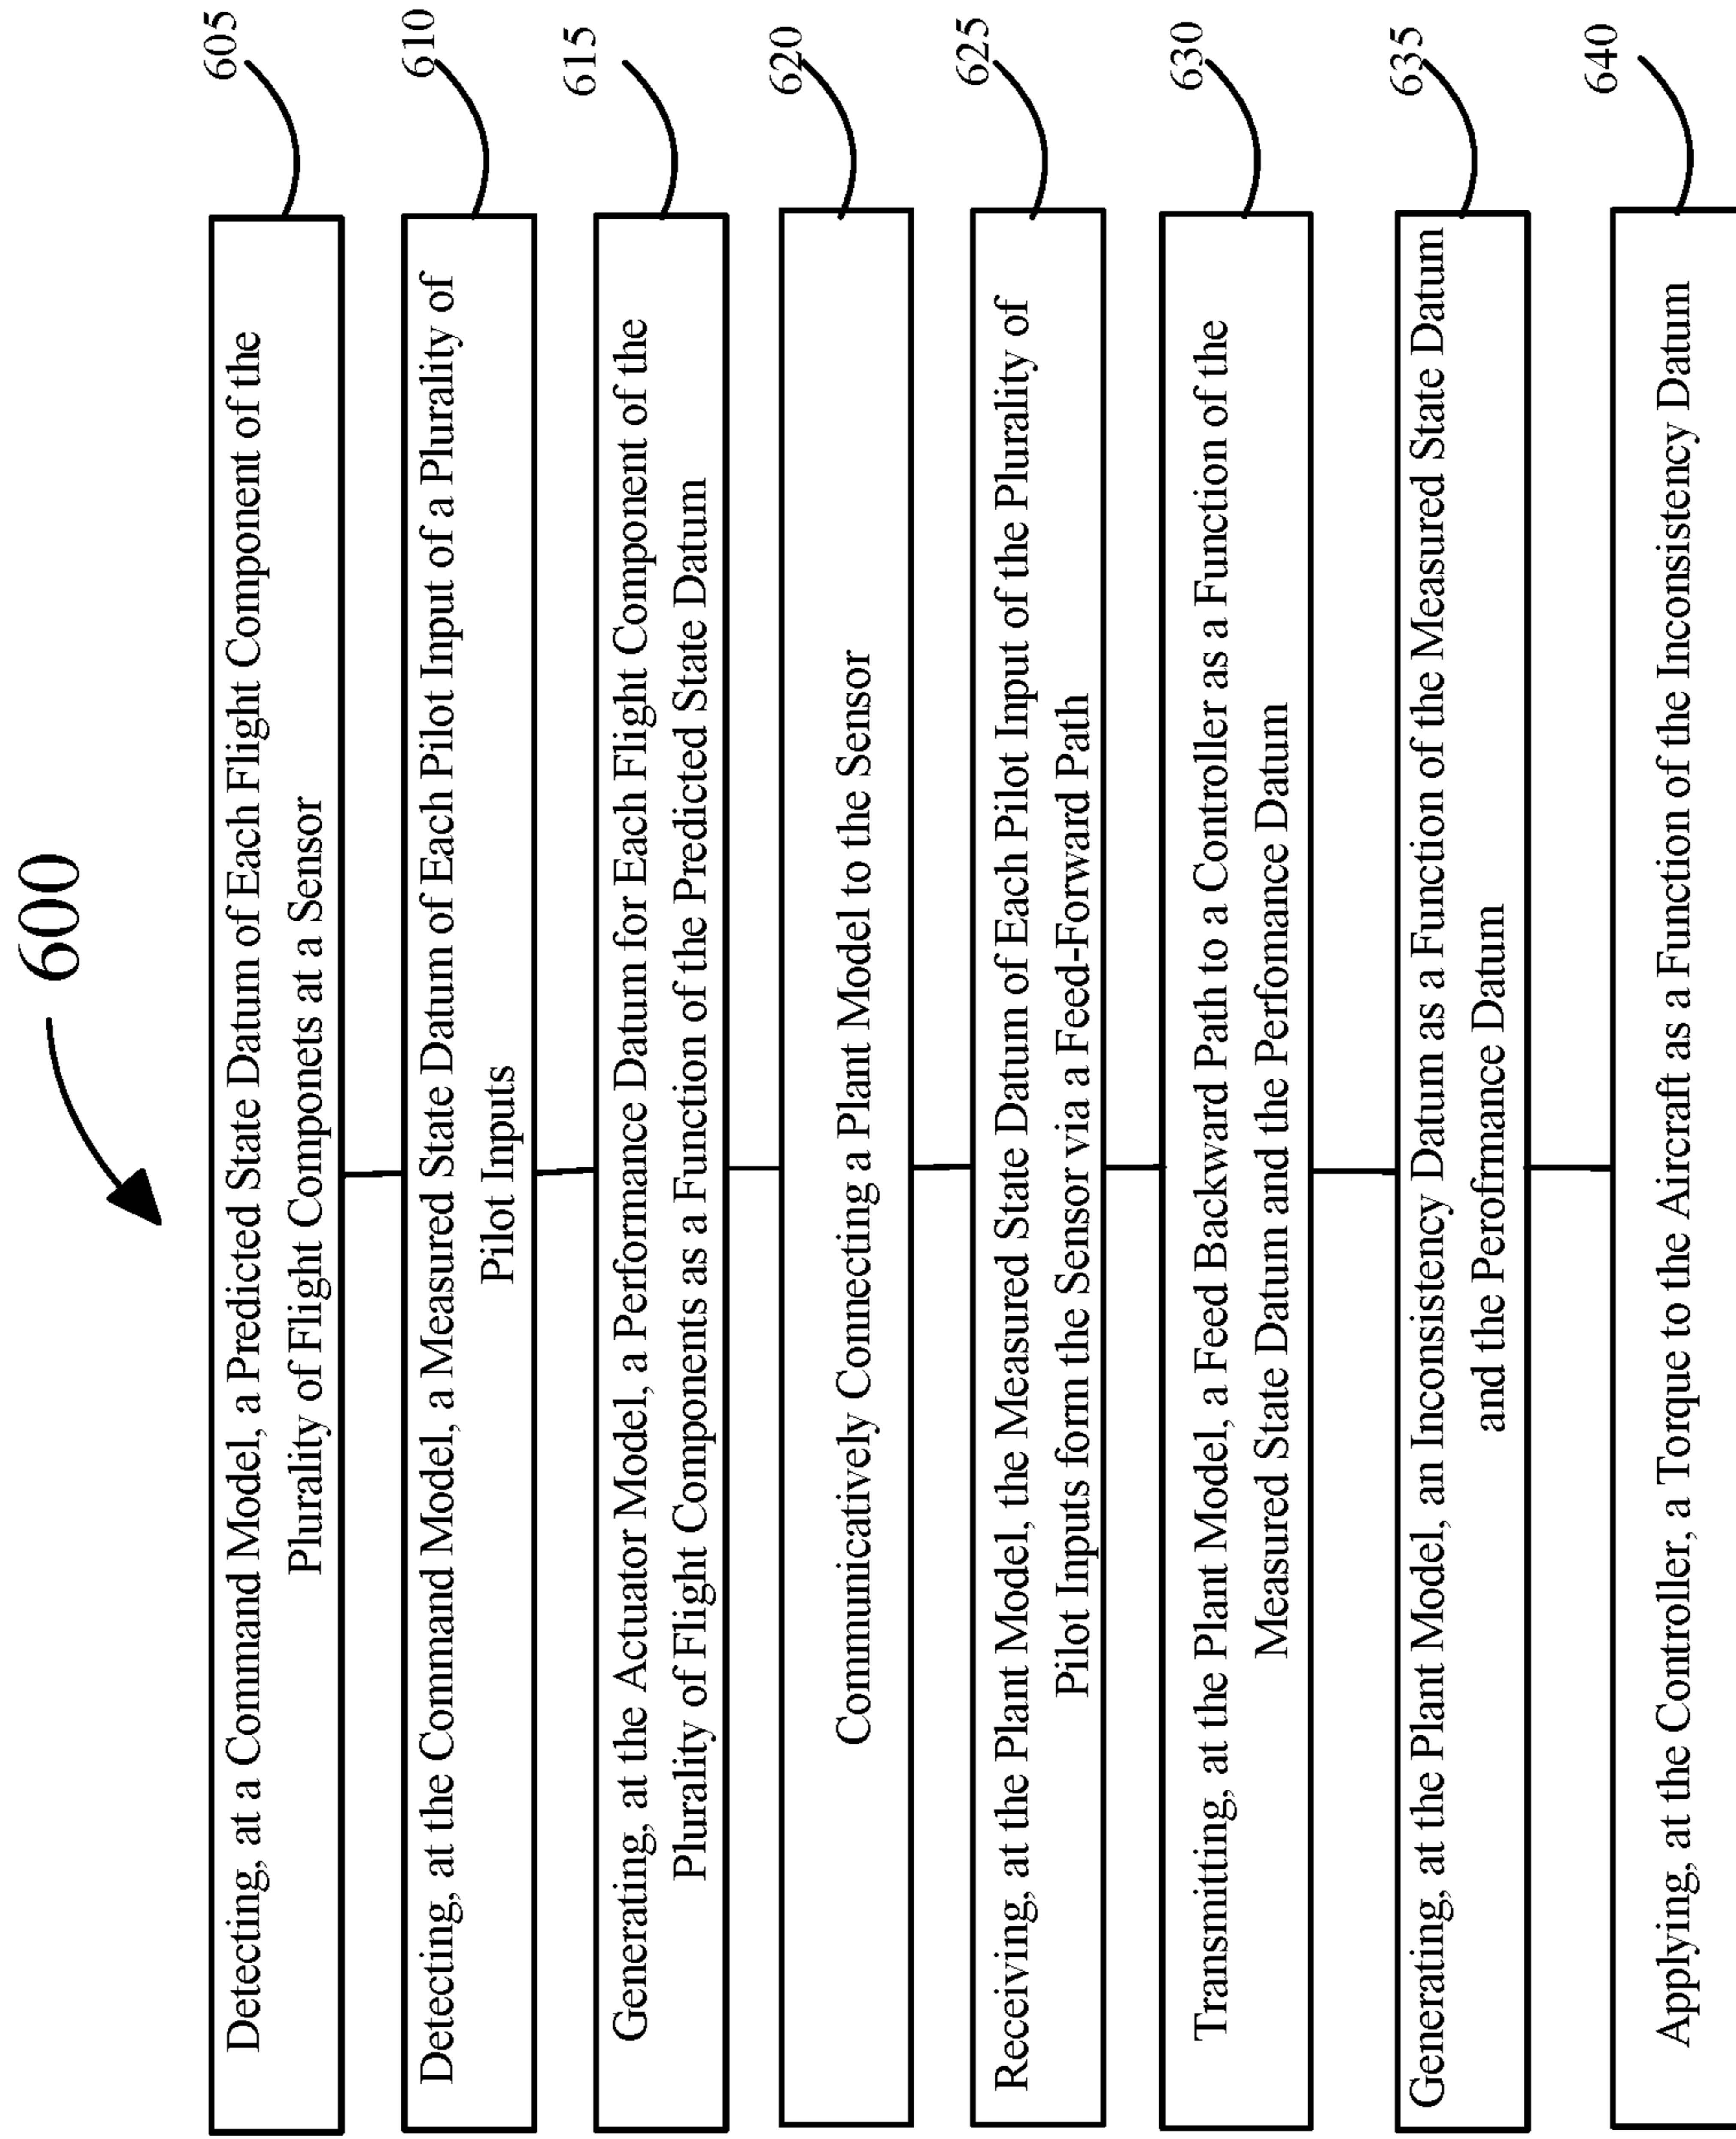 600
Detecting, at a Command Model, a Predicted State Datum of Each Flight Component of the
Plurality of Flight Componets at a Sensor
605
Detecting, at the Command Model, a Measured State Datum of Each Pilot Input of a Plurality of
Pilot Inputs
610
Generating, at the Actuator Model, a Performance Datum for Each Flight Component of the
Plurality of Flight Components as a Function of the Predicted State Datum
615
Communicatively Connecting a Plant Model to the Sensor
620
Receiving, at the Plant Model, the Measured State Datum of Each Pilot Input of the Plurality of
Pilot Inputs form the Sensor via a Feed-Forward Path
625
Transmitting, at the Plant Model, a Feed Backward Path to a Controller as a Function of the
Measured State Datum and the Perfomance Datum
630
Generating, at the Plant Model, an Inconsistency Datum as a Function of the Measured State Datum
and the Perofmance Datum
635
Applying, at the Controller, a Torque to the Aircraft as a Function of the Inconsistency Datum
640